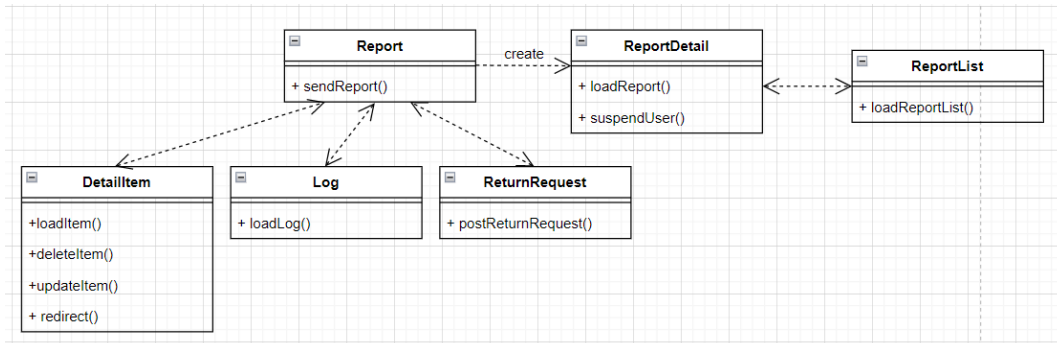 Report
+ sendReport()
create
ReportDetail
+ loadReport()
+ suspendUser()
ReportList
+ loadReportList()
DetailItem
+loadItem()
+deleteItem()
+updateItem()
+ redirect()
Log
+ loadLog()
ReturnRequest
+ postReturnRequest()